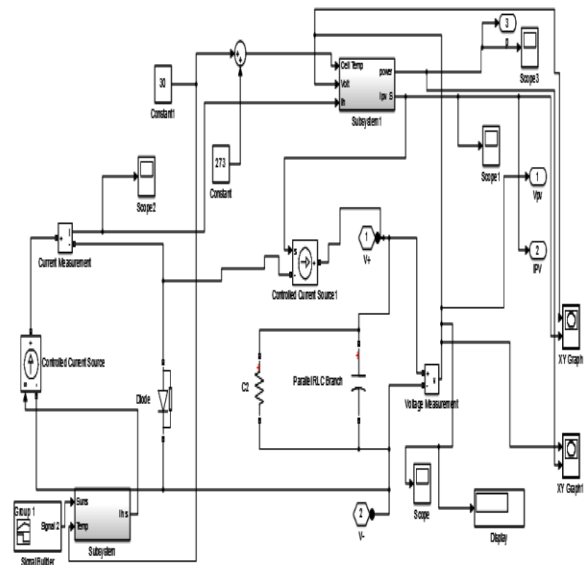 3
p
Scope3
30
Constant1
Cell Temp
Volt
Ih
power
Ipv S
Subsystem1
273
Constant
Scope1
1
Vpv
2
IPV
Scope2
i
Current Measurement
s
Controlled Current Source1
1
V+
Controlled Current Source
XY Graph
Diode
C2
Parallel RLC Branch
v
Voltage Measurement
XY Graph1
Group 1
Signal 2
Signal Builder
Suns
Temp
Ih s
Subsystem
2
V-
Scope
Display